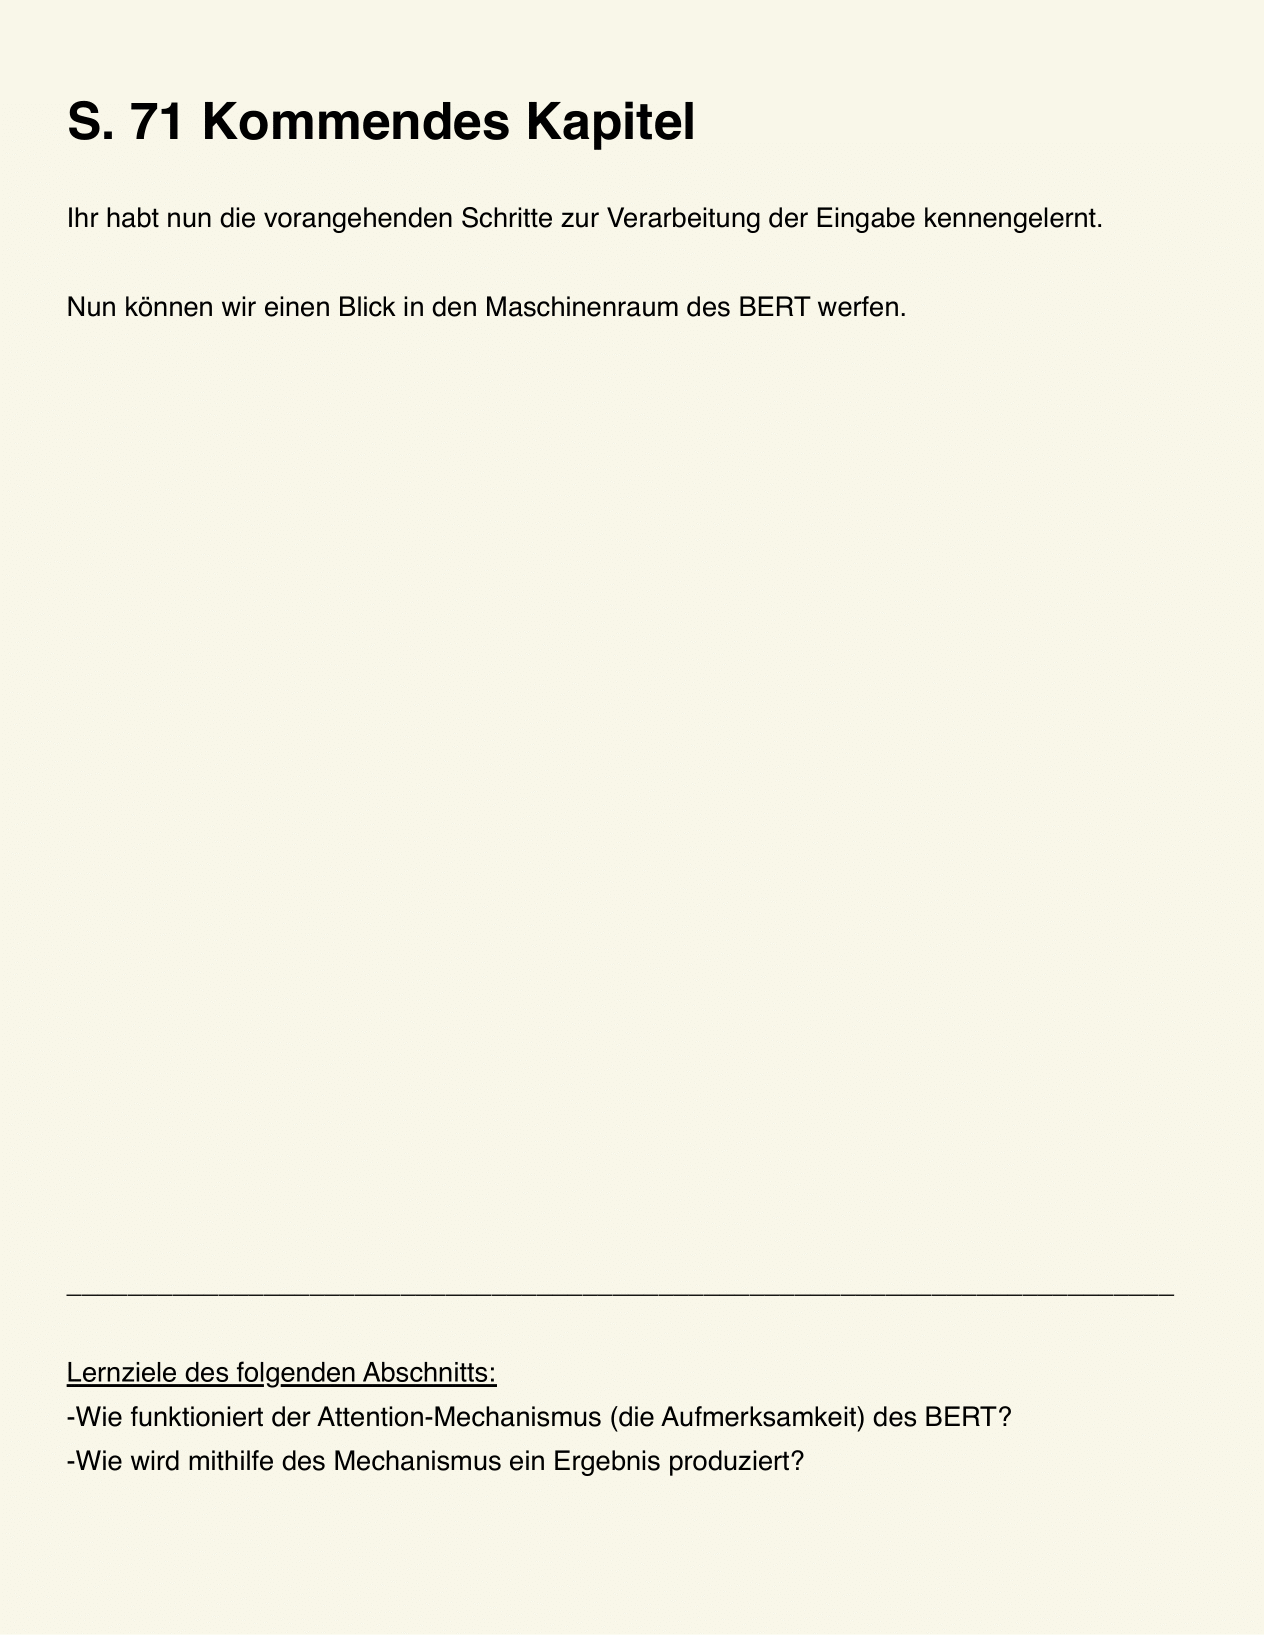 S. 71 Kommendes Kapitel
Ihr habt nun die vorangehenden Schritte zur Verarbeitung der Eingabe kennengelernt.
Nun können wir einen Blick in den Maschinenraum des BERT werfen.
Lernziele des folgenden Abschnitts:
-Wie funktioniert der Attention-Mechanismus (die Aufmerksamkeit) des BERT?
-Wie wird mithilfe des Mechanismus ein Ergebnis produziert?